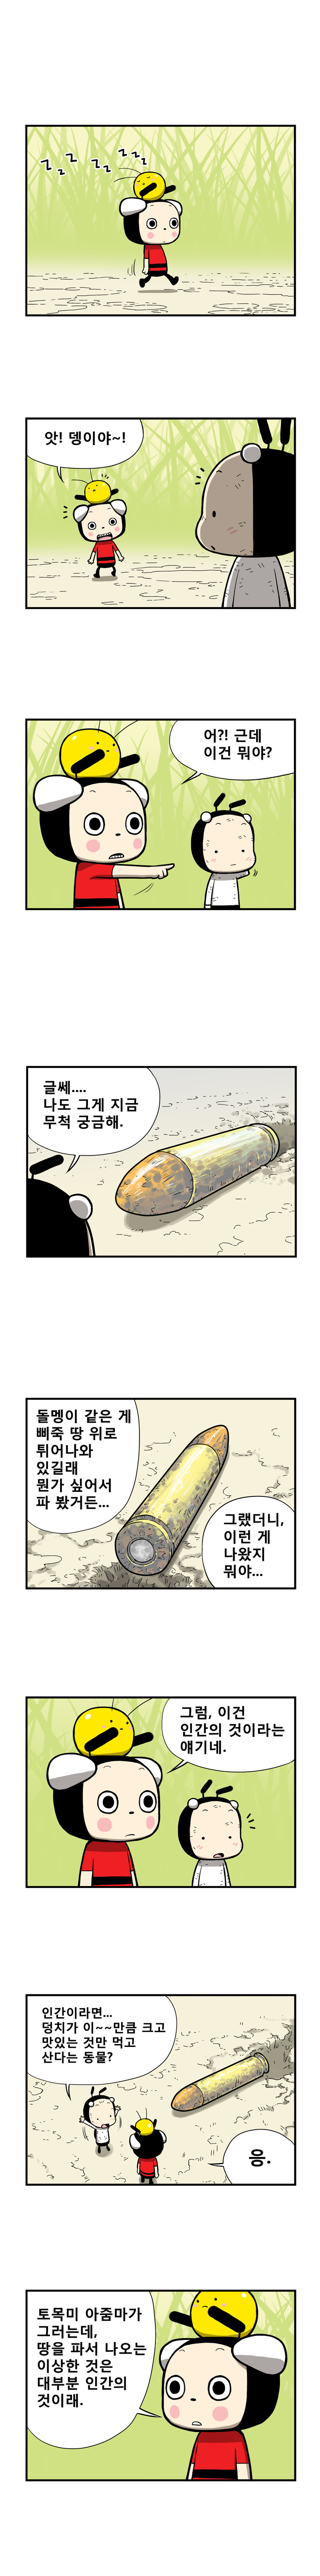 z z z z z z z z
앗! 뎅이야~!
어?! 근데
이건 뭐야?
글쎄....
나도 그게 지금
무척 궁금해.
돌멩이 같은 게
삐죽 땅 위로
튀어나와
있길래
뭔가 싶어서
파 봤거든...
그랬더니,
이런 게
나왔지
뭐야...
그럼, 이건
인간의 것이라는
얘기네.
인간이라면...
덩치가 이~~만큼 크고
맛있는 것만 먹고
산다는 동물?
응.
토목미 아줌마가
그러는데,
땅을 파서 나오는
이상한 것은
대부분 인간의
것이래.